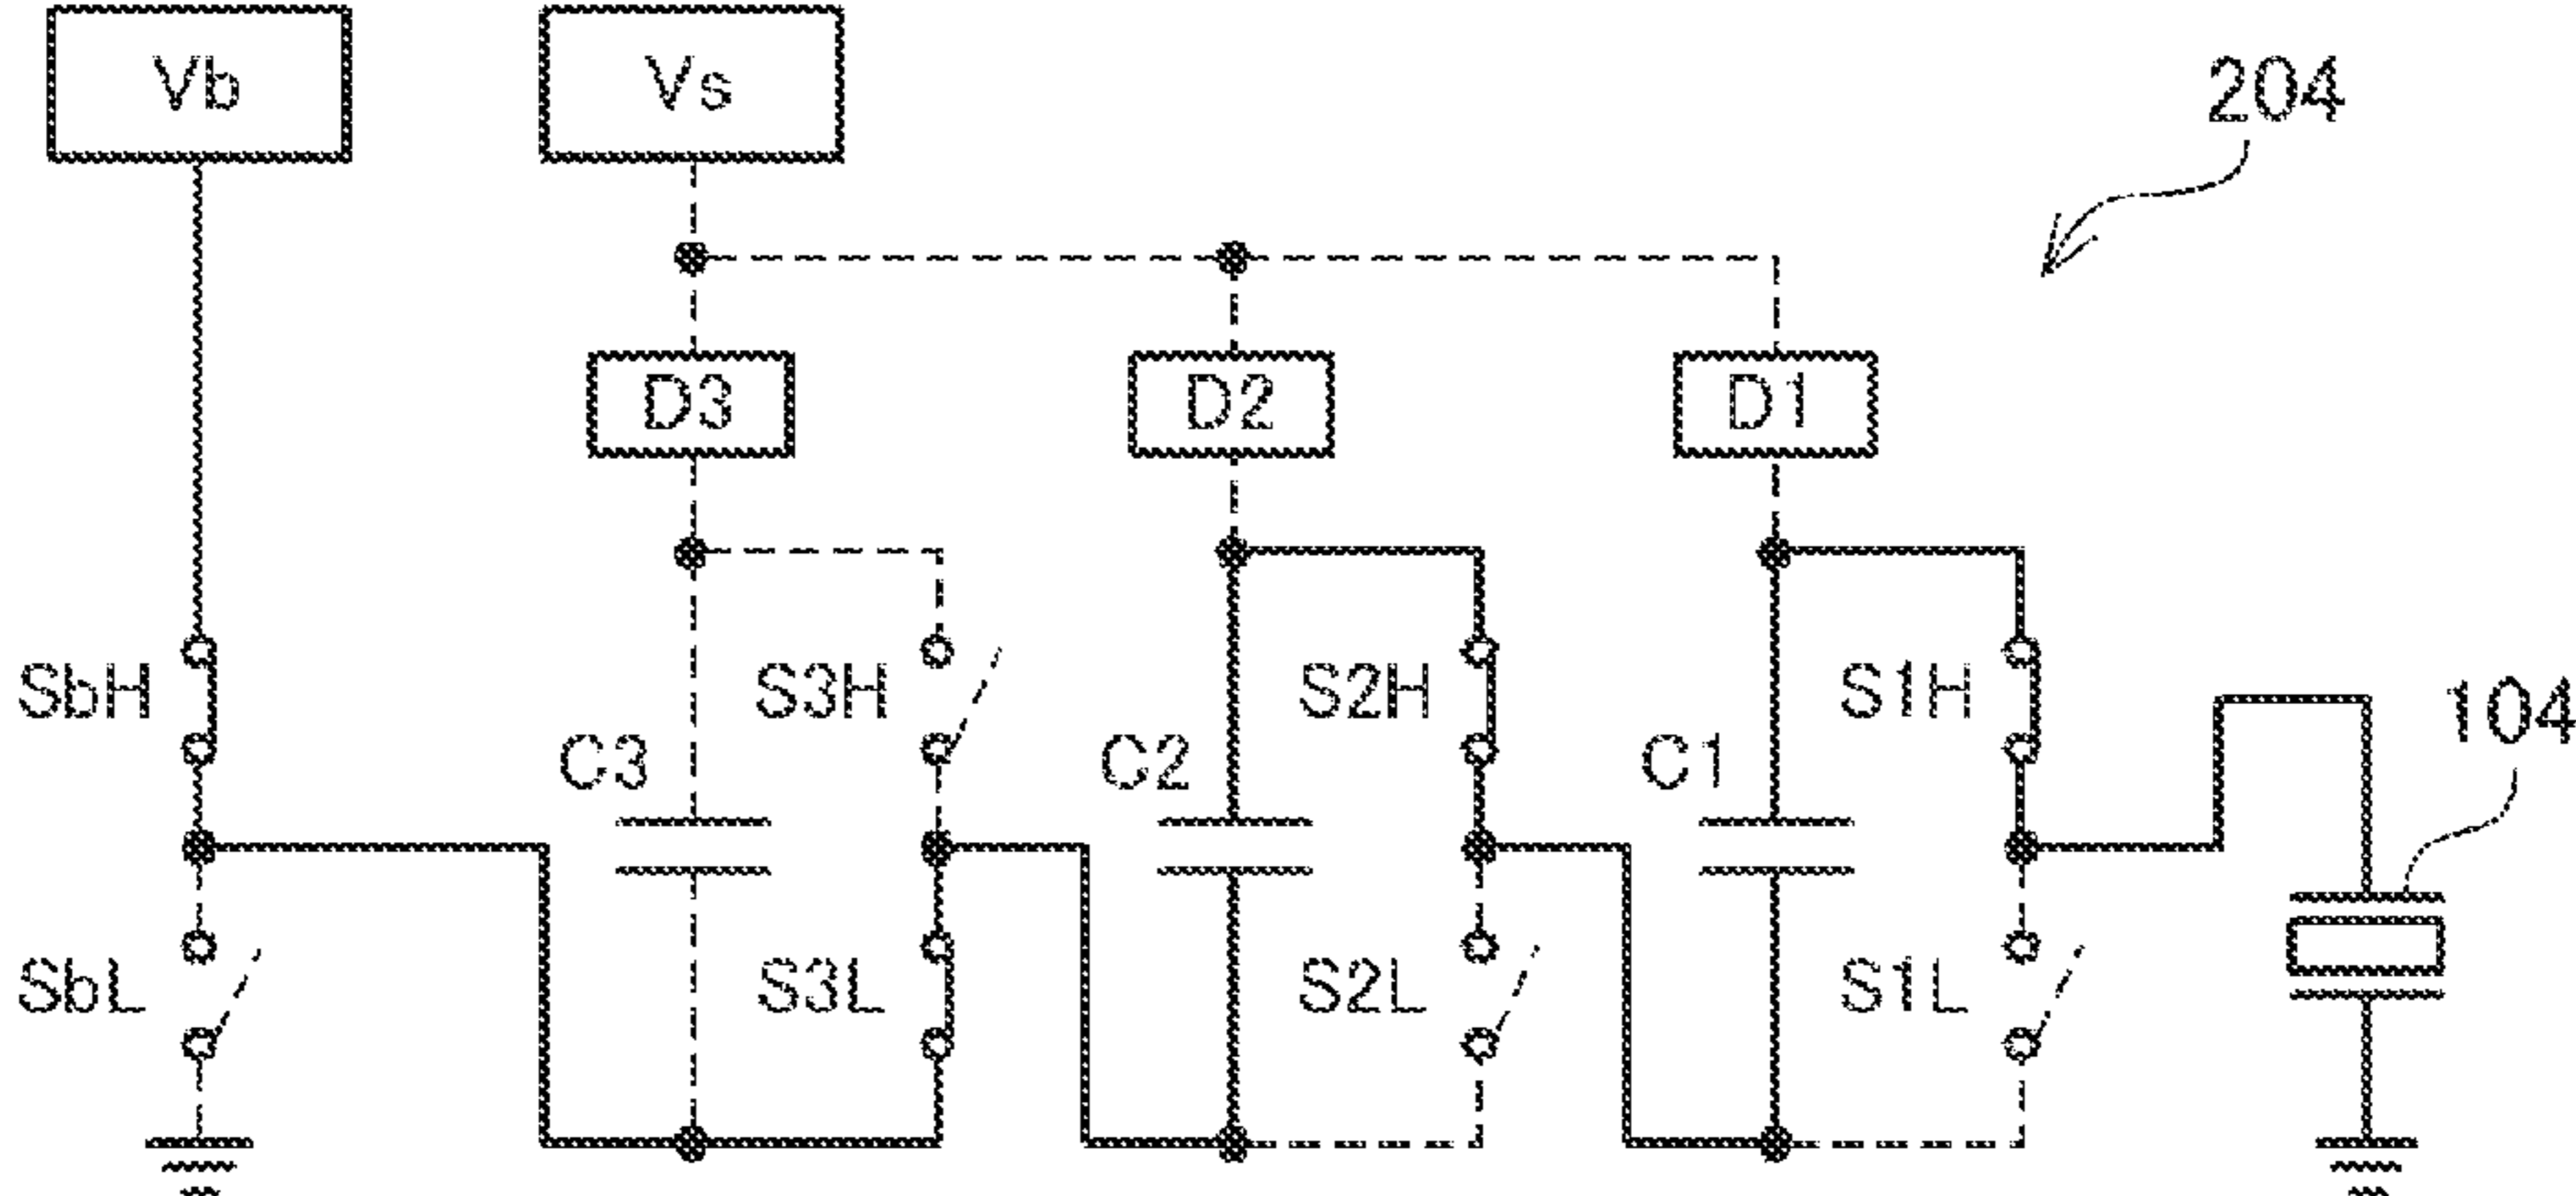 Vb
Vs
204
D3
D2
D1
SbH
S3H
S2H
S1H
104
C3
C2
C1
SbL
S3L
S2L
S1L